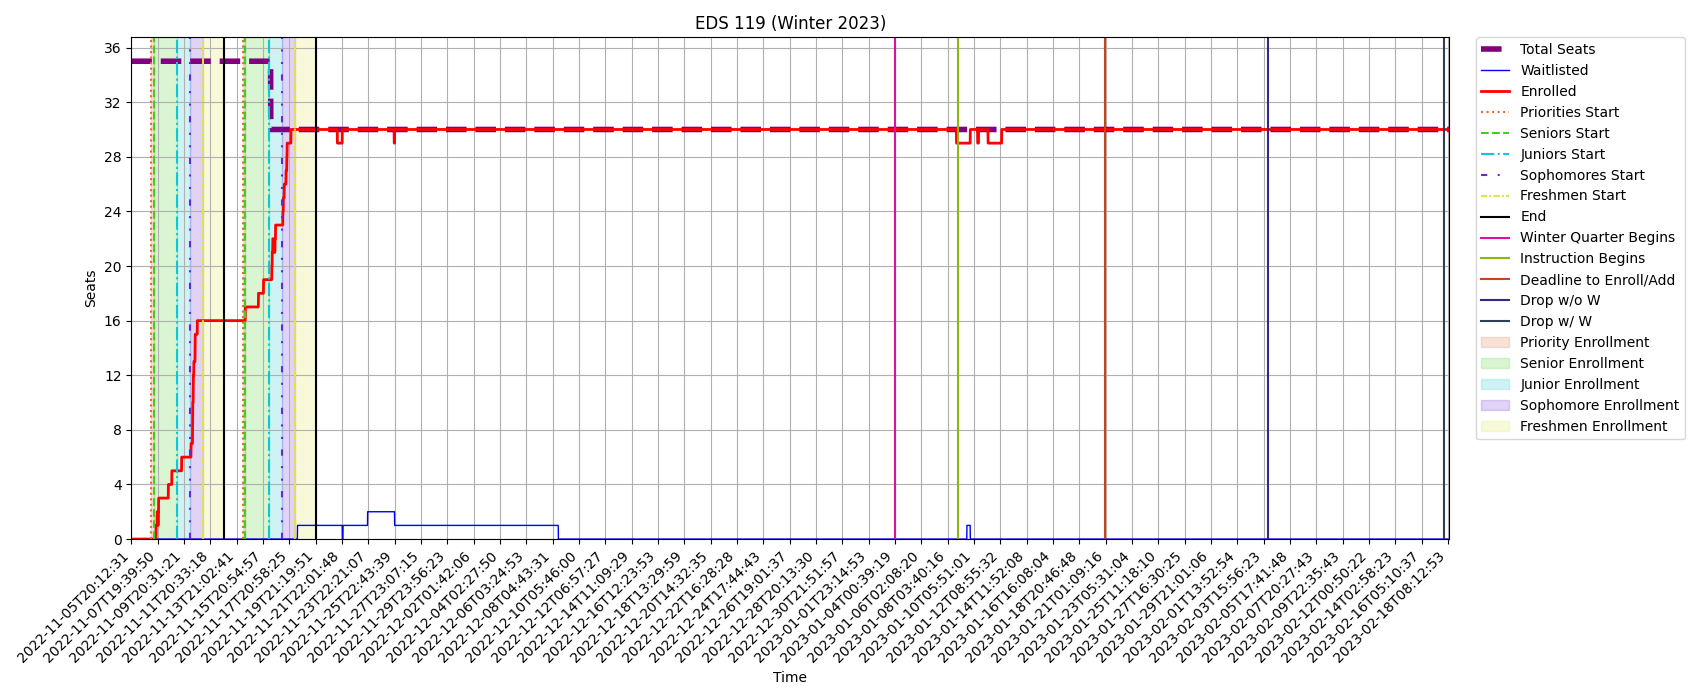 EDS 119 (Winter 2023)
Seats
36
32
28
24
20
16
12
8
4
0
2022-11-05T20:12:31
2022-11-07T19:39:50
2022-11-09T20:31:21
2022-11-11T20:33:18
2022-11-13T21:02:41
2022-11-15T20:54:57
2022-11-17T20:58:25
2022-11-19T21:19:51
2022-11-21T22:01:48
2022-11-23T22:21:07
2022-11-25T22:43:39
2022-11-27T23:07:15
2022-11-29T23:56:23
2022-12-02T01:42:06
2022-12-04T02:27:50
2022-12-06T03:24:53
2022-12-08T04:43:31
2022-12-10T05:46:00
2022-12-12T06:57:27
2022-12-14T11:09:29
2022-12-16T12:23:53
2022-12-18T13:29:59
2022-12-20T14:32:35
2022-12-22T16:28:28
2022-12-24T17:44:43
2022-12-26T19:01:37
2022-12-28T20:13:30
2022-12-30T21:51:57
2023-01-01T23:14:53
2023-01-04T00:39:19
2023-01-06T02:08:20
2023-01-08T03:40:16
2023-01-10T05:51:01
2023-01-12T08:55:32
2023-01-14T11:52:08
2023-01-16T16:08:04
2023-01-18T20:46:48
2023-01-21T01:09:16
2023-01-23T05:31:04
2023-01-25T11:18:10
2023-01-27T16:30:25
2023-01-29T21:01:06
2023-02-01T13:52:54
2023-02-03T15:56:23
2023-02-05T17:41:48
2023-02-07T20:27:43
2023-02-09T22:35:43
2023-02-12T00:50:22
2023-02-14T02:58:23
2023-02-16T05:10:37
2023-02-18T08:12:53
Time
Total Seats
Waitlisted
Enrolled
Priorities Start
Seniors Start
Juniors Start
Sophomores Start
Freshmen Start
End
Winter Quarter Begins
Instruction Begins
Deadline to Enroll/Add
Drop w/o W
Drop w/ W
Priority Enrollment
Senior Enrollment
Junior Enrollment
Sophomore Enrollment
Freshmen Enrollment